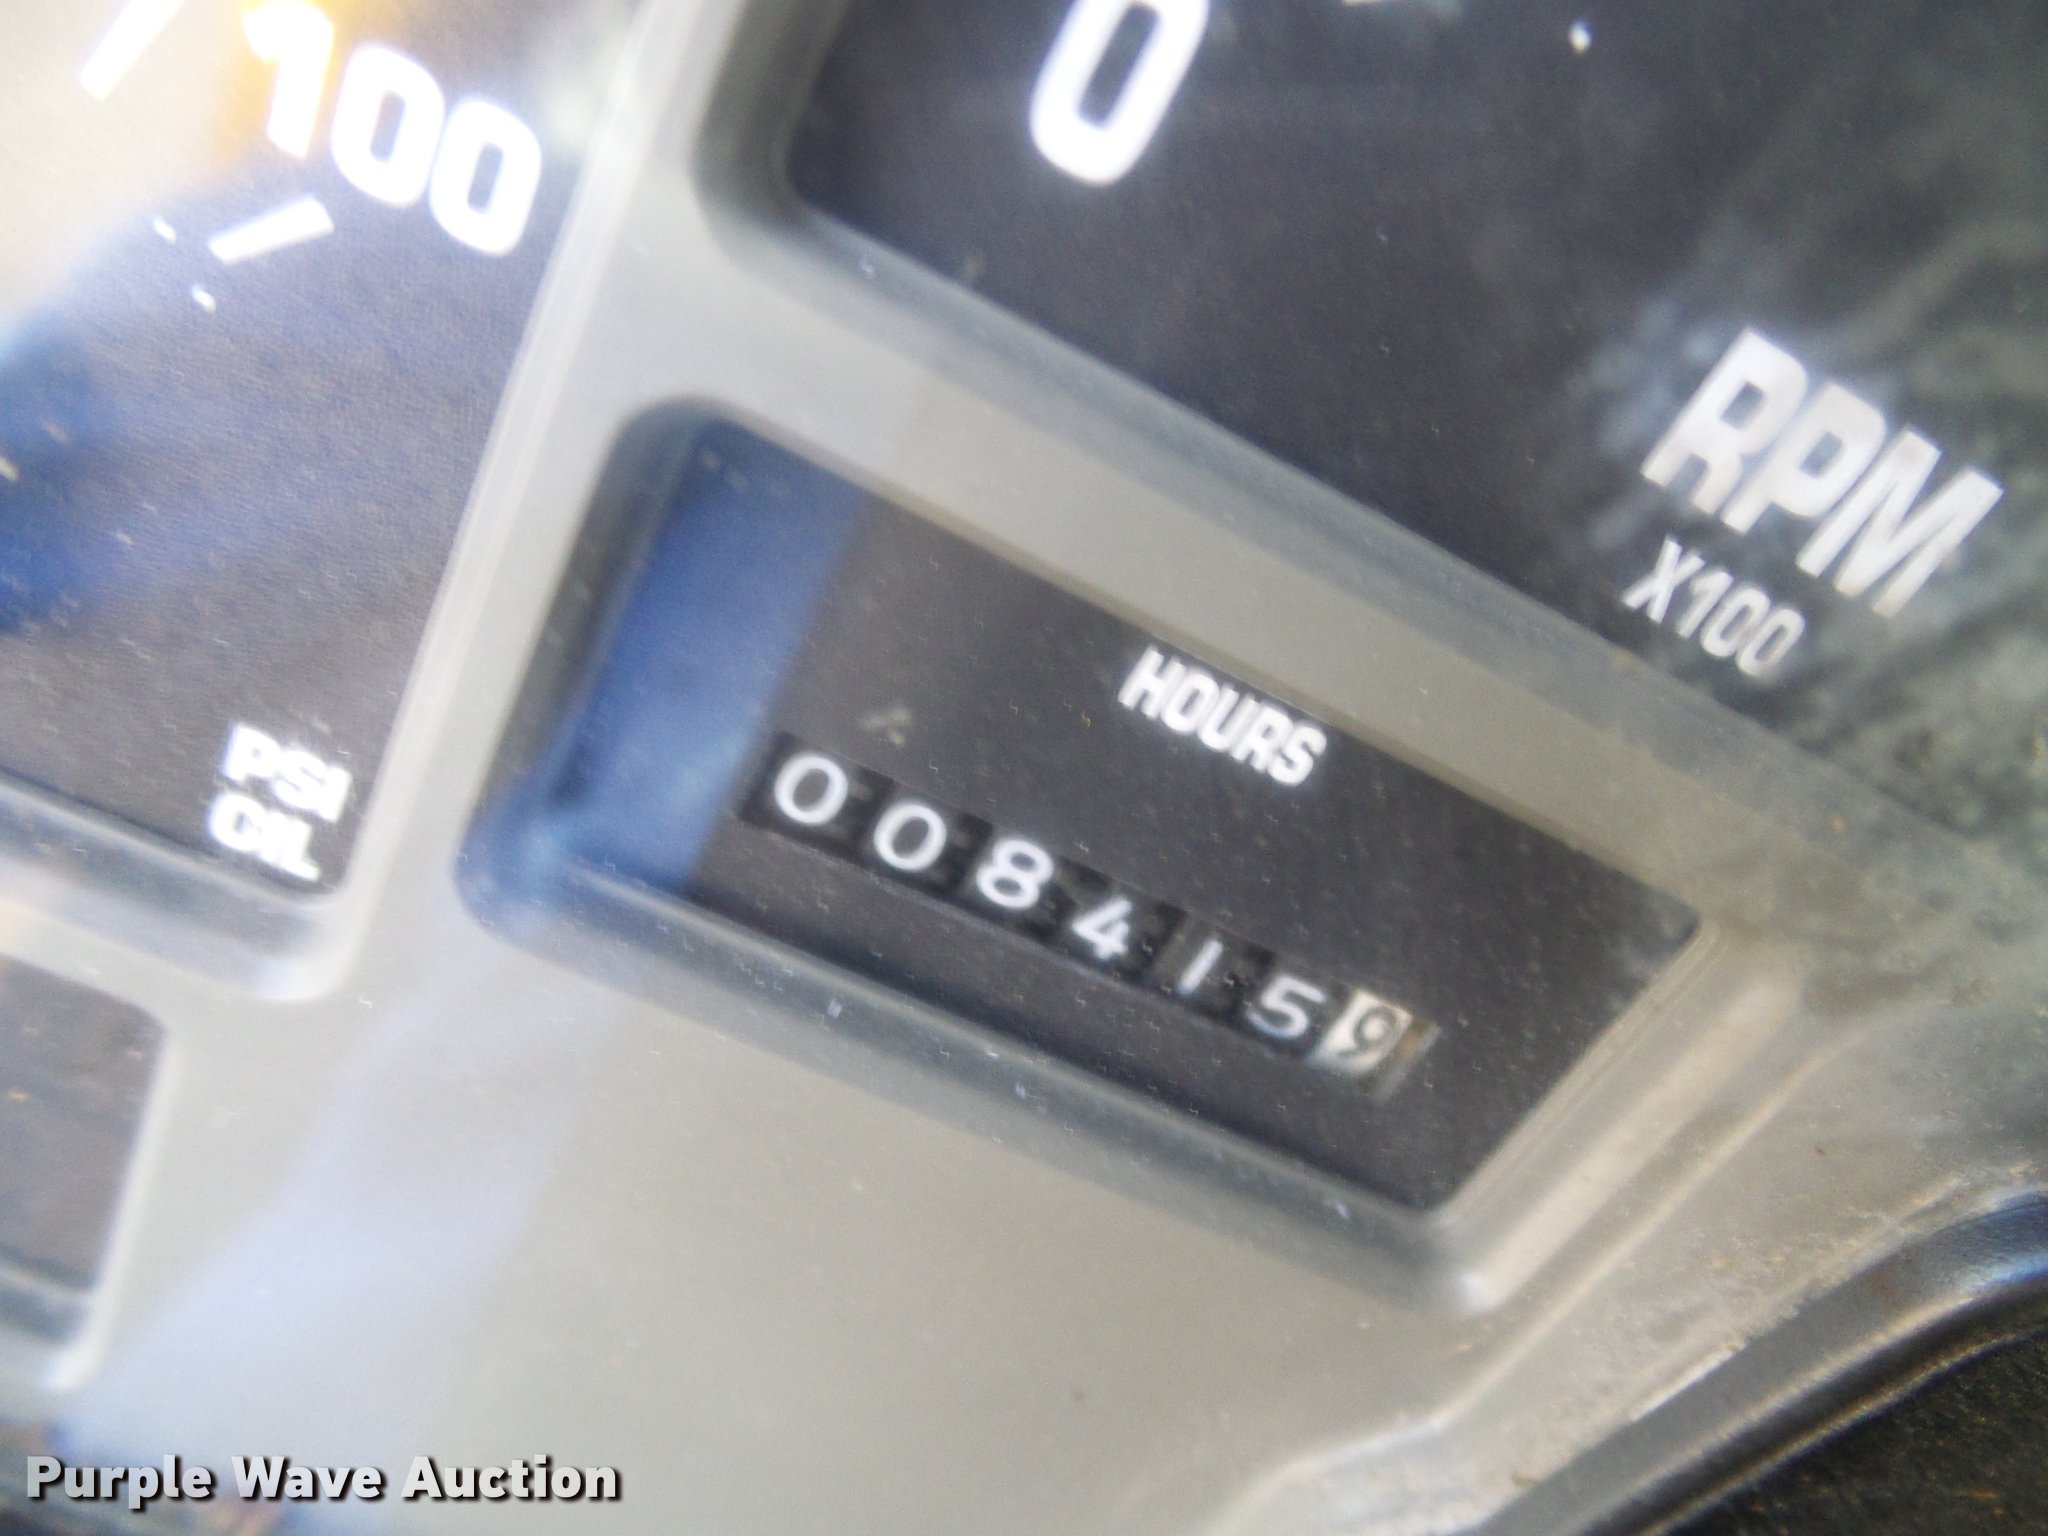 100
0
RPM
X100
PSI
OIL
HOURS
0084159
Purple Wave Auction